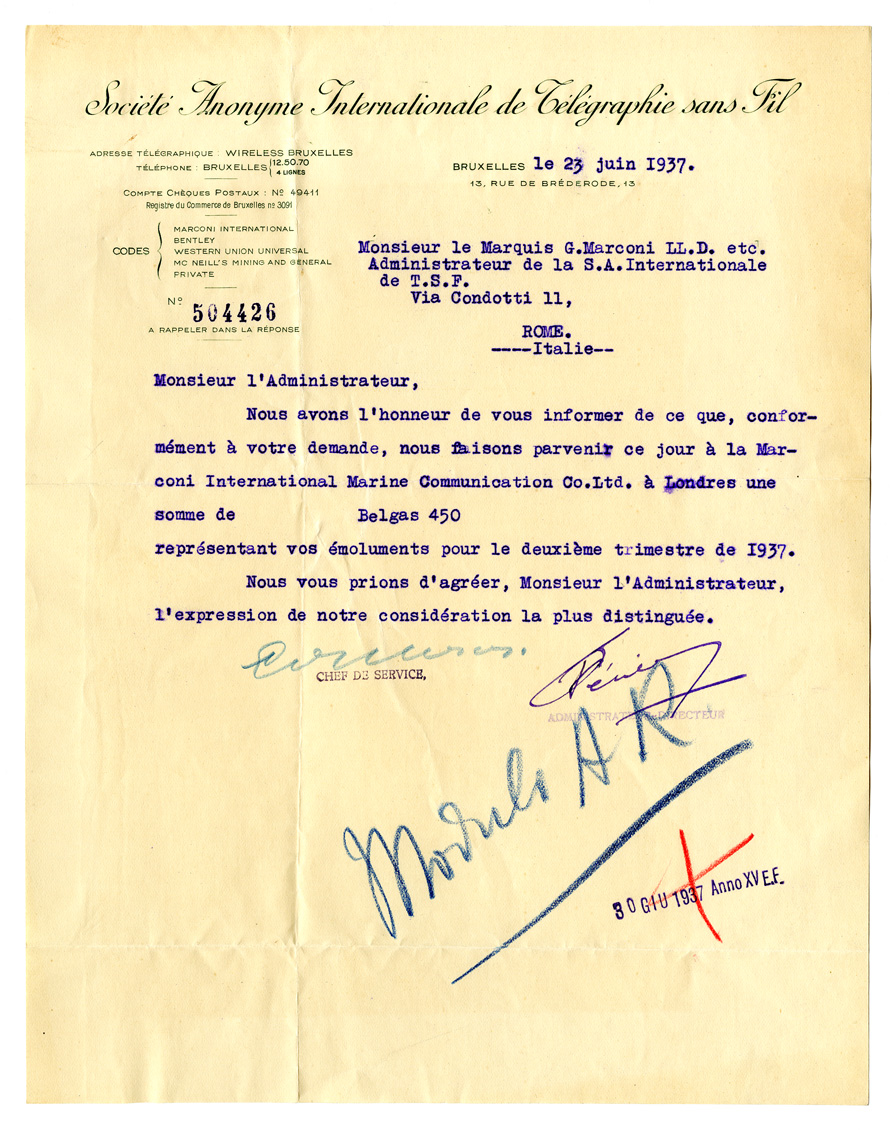 Société Anonyme Internationale de Télégraphie sans Fil
ADRESSE TÉLÉGRAPHIQUE : WIRELESS BRUXELLES
TÉLÉPHONE : BRUXELLES 12.50.70
4 LIGNES
COMPTE CHÈQUES POSTAUX : Nº 49411
Registre du Commerce de Bruxelles nº 3091
CODES
MARCONI INTERNATIONAL
BENTLEY
WESTERN UNION UNIVERSAL
MC NEILL'S MINING AND GENERAL
PRIVATE
Nº 504426
A RAPPELER DANS LA RÉPONSE
BRUXELLES le 23 juin 1937.
13, RUE DE BRÉDERODE, 13
Monsieur le Marquis G.Marconi LL.D. etc.
Administrateur de la S.A.Internationale
de T.S.F.
Via Condotti 11,
ROME.
----Italie--
Monsieur l'Administrateur,
Nous avons l'honneur de vous informer de ce que, confor-
mément à votre demande, nous faisons parvenir ce jour à la Mar-
coni International Marine Communication Co.Ltd. à Londres une
somme de Belgas 450
représentant vos émoluments pour le deuxième trimestre de 1937.
Nous vous prions d'agréer, Monsieur l'Administrateur,
l'expression de notre considération la plus distinguée.
CHEF DE SERVICE,
ADMINISTRATEUR-DIRECTEUR
Modulo A R
30 GIU 1937 Anno XV E.F.